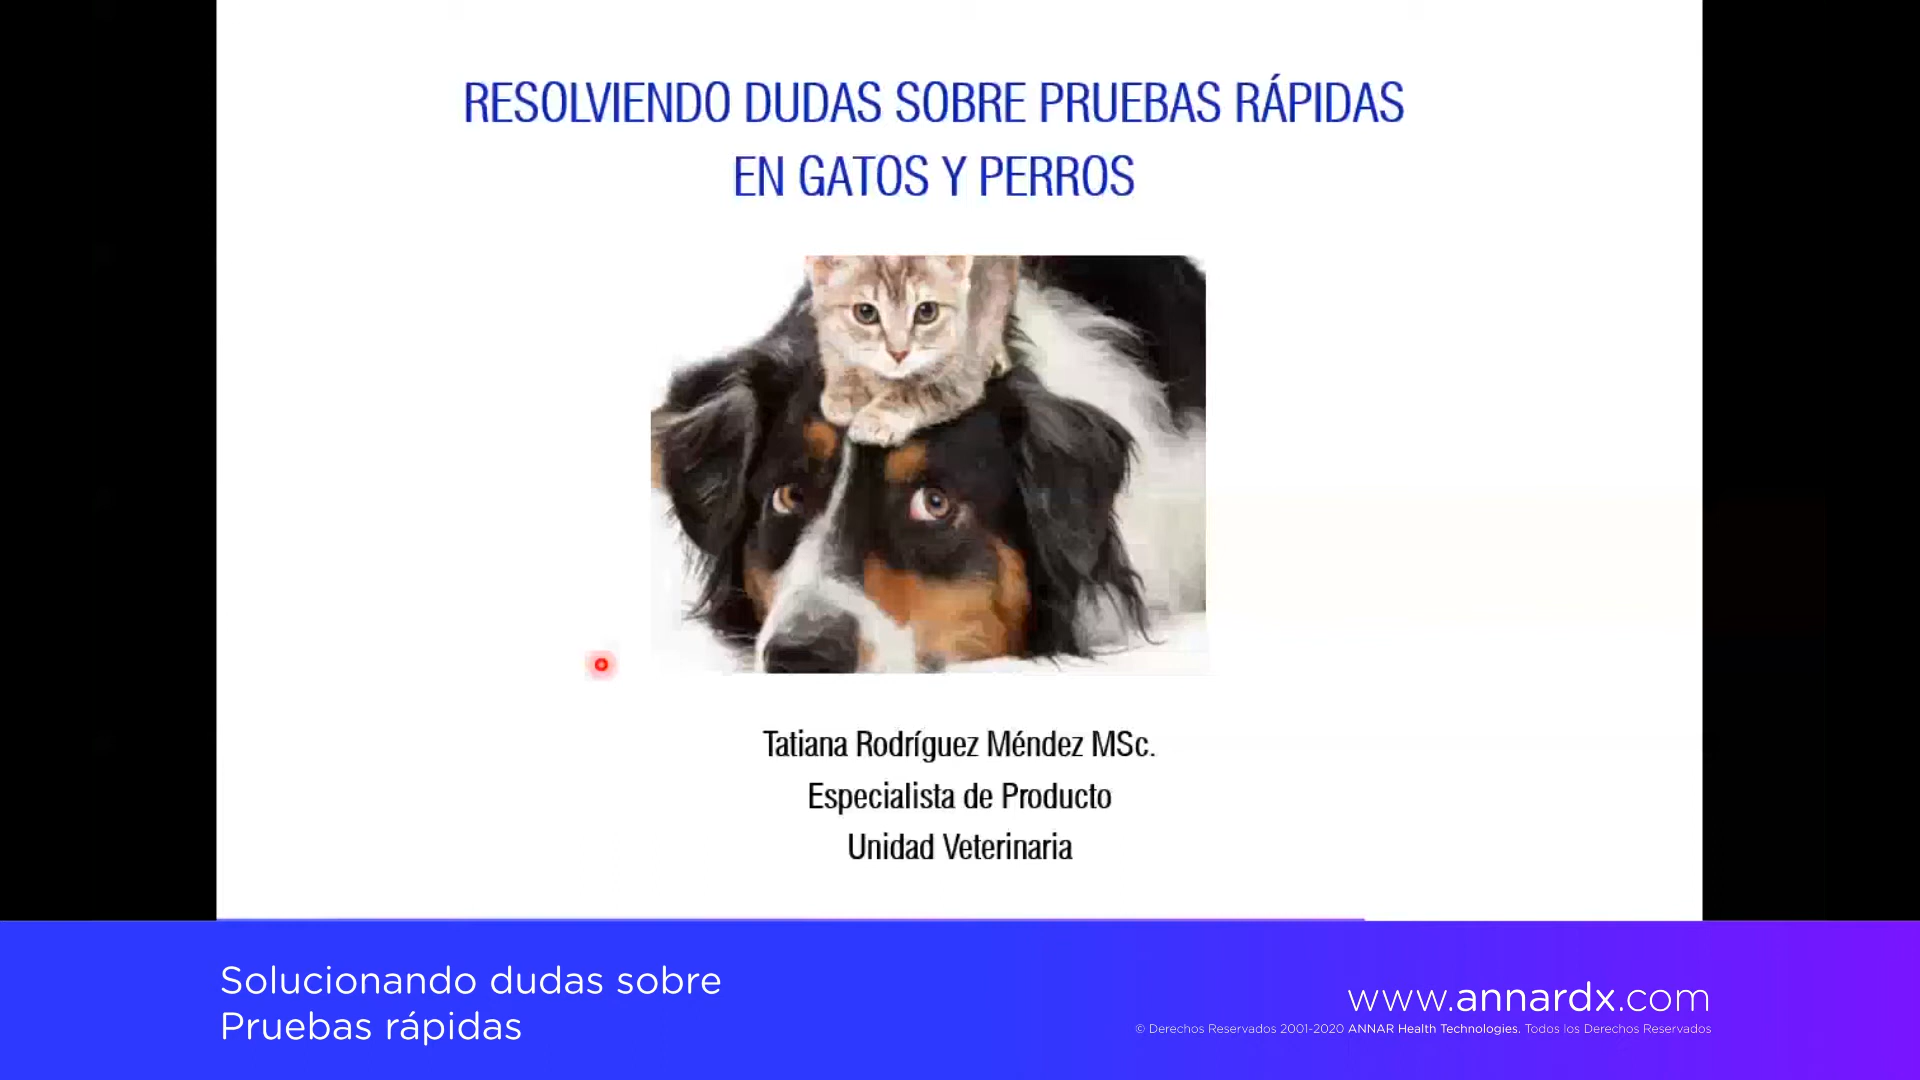 RESOLVIENDO DUDAS SOBRE PRUEBAS RÁPIDAS
EN GATOS Y PERROS
Tatiana Rodríguez Méndez MSc.
Especialista de Producto
Unidad Veterinaria
Solucionando dudas sobre
Pruebas rápidas
www.annardx.com
© Derechos Reservados 2001-2020 ANNAR Health Technologies. Todos los Derechos Reservados